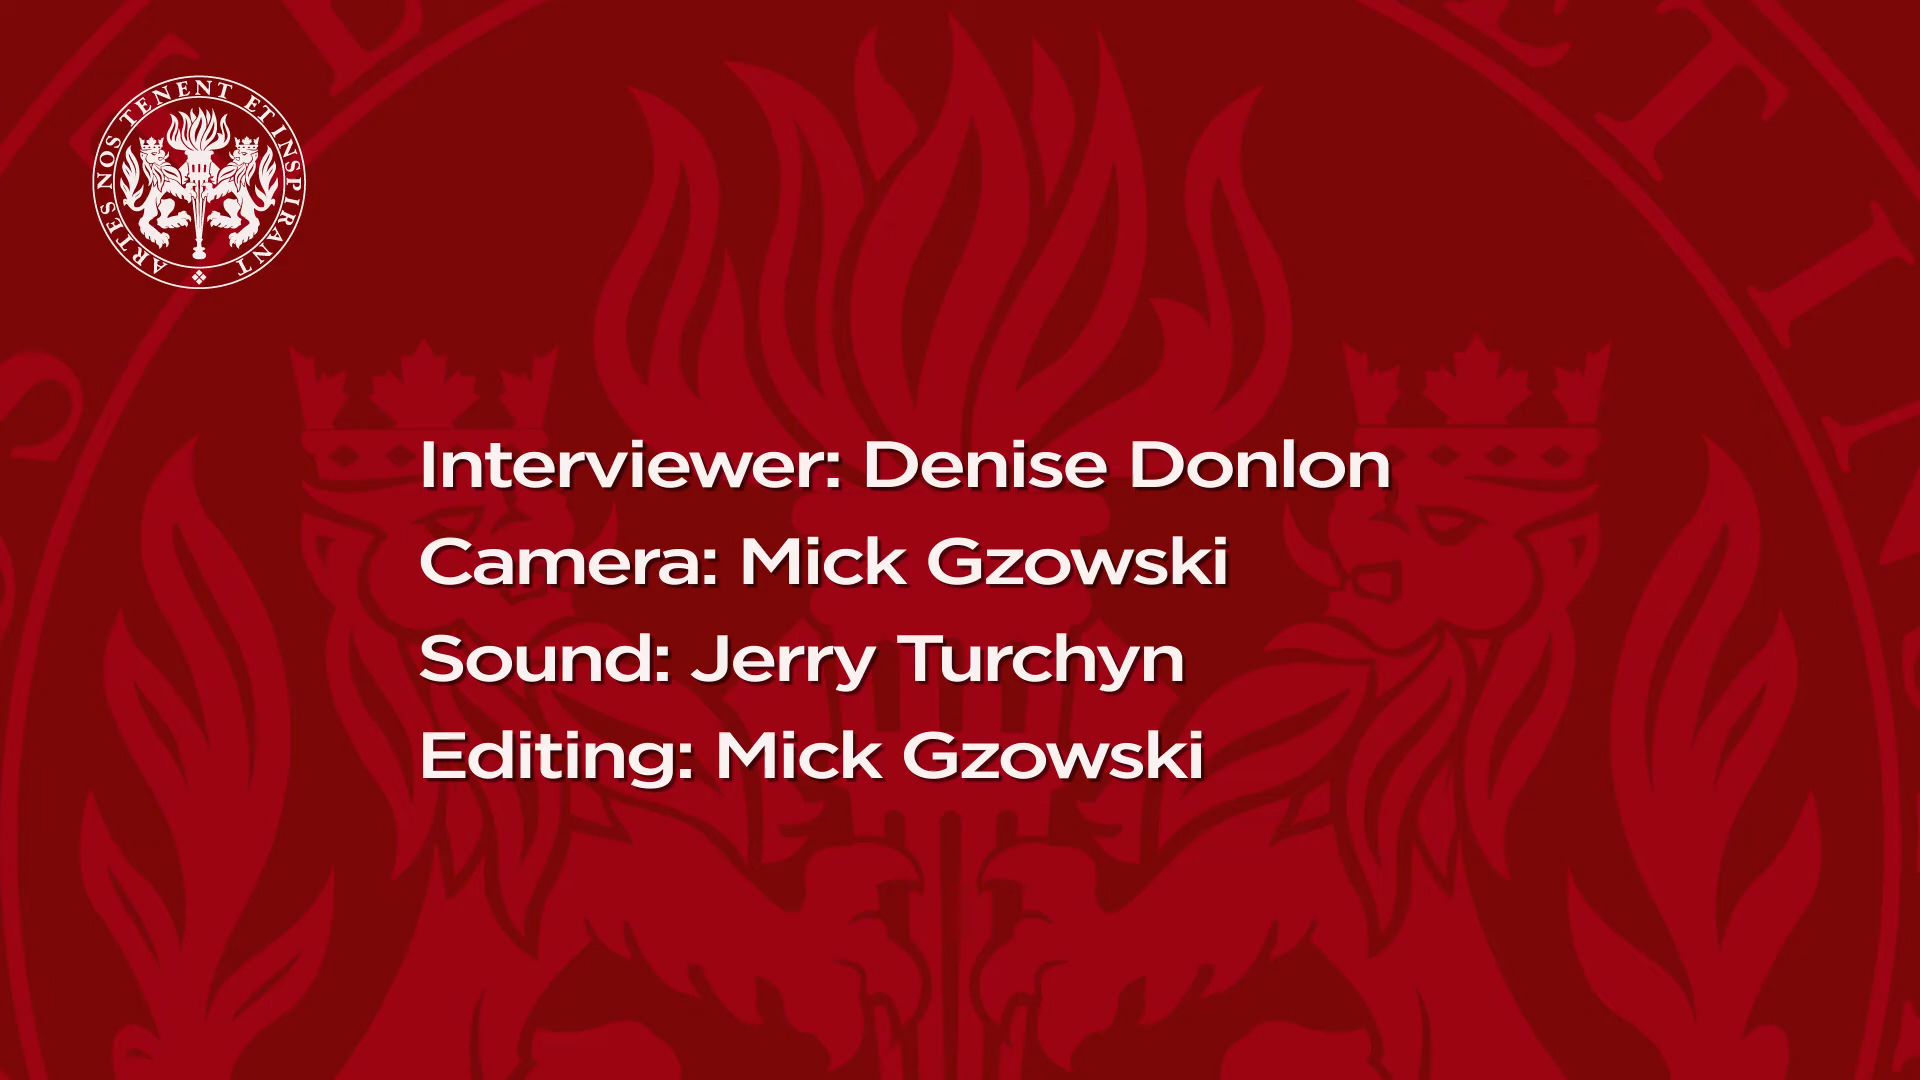 ARTES NOS TENENT ET INSPIRANT
Interviewer: Denise Donlon
Camera: Mick Gzowski
Sound: Jerry Turchyn
Editing: Mick Gzowski